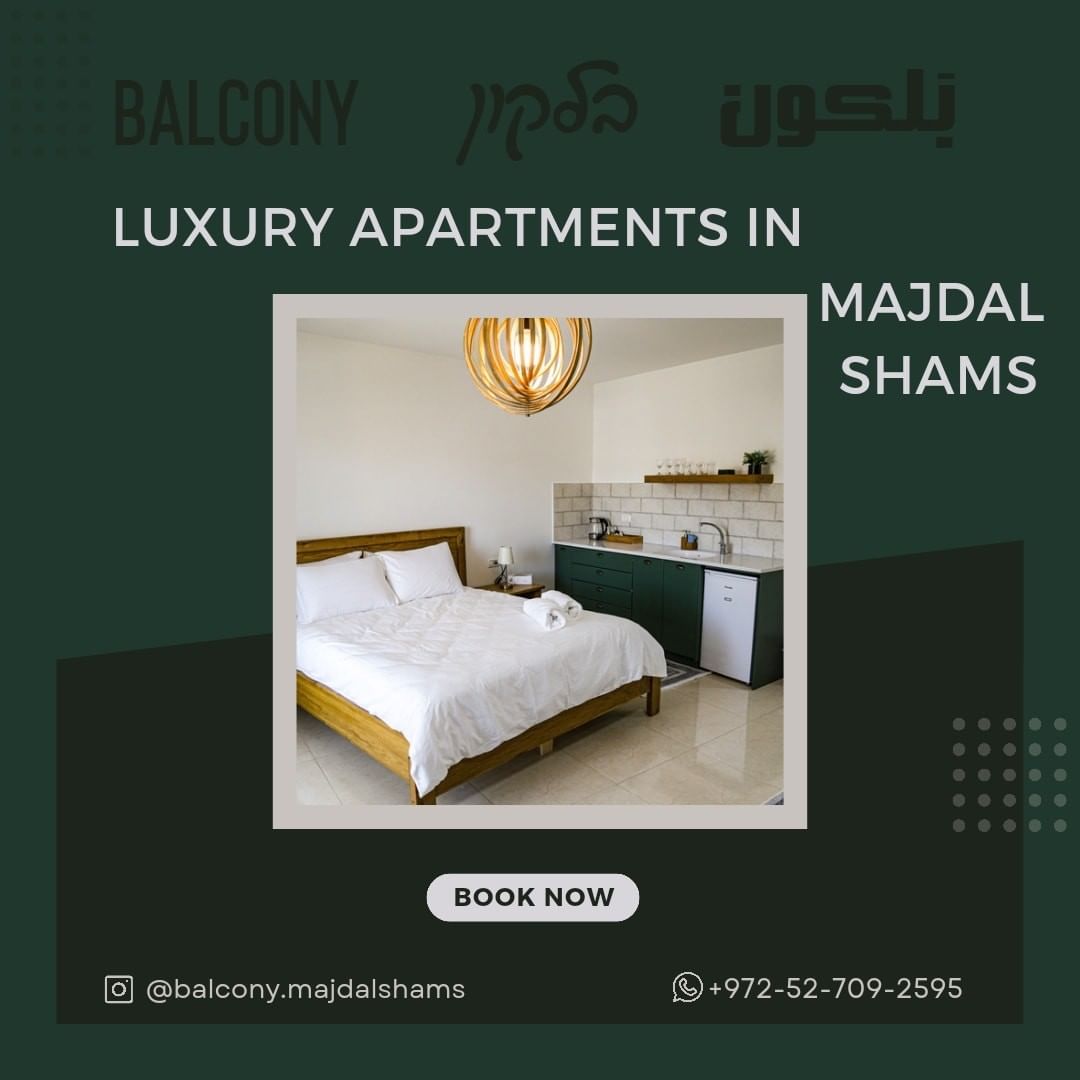 BALCONY בלקון بلكون
LUXURY APARTMENTS IN
MAJDAL
SHAMS
BOOK NOW
@balcony.majdalshams +972-52-709-2595